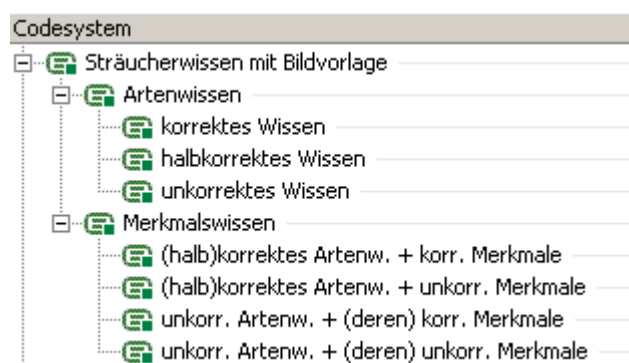 Codesystem
Sträucherwissen mit Bildvorlage
Artenwissen
korrektes Wissen
halbkorrektes Wissen
unkorrektes Wissen
Merkmalswissen
(halb)korrektes Artenw. + korr. Merkmale
(halb)korrektes Artenw. + unkorr. Merkmale
unkorr. Artenw. + (deren) korr. Merkmale
unkorr. Artenw. + (deren) unkorr. Merkmale